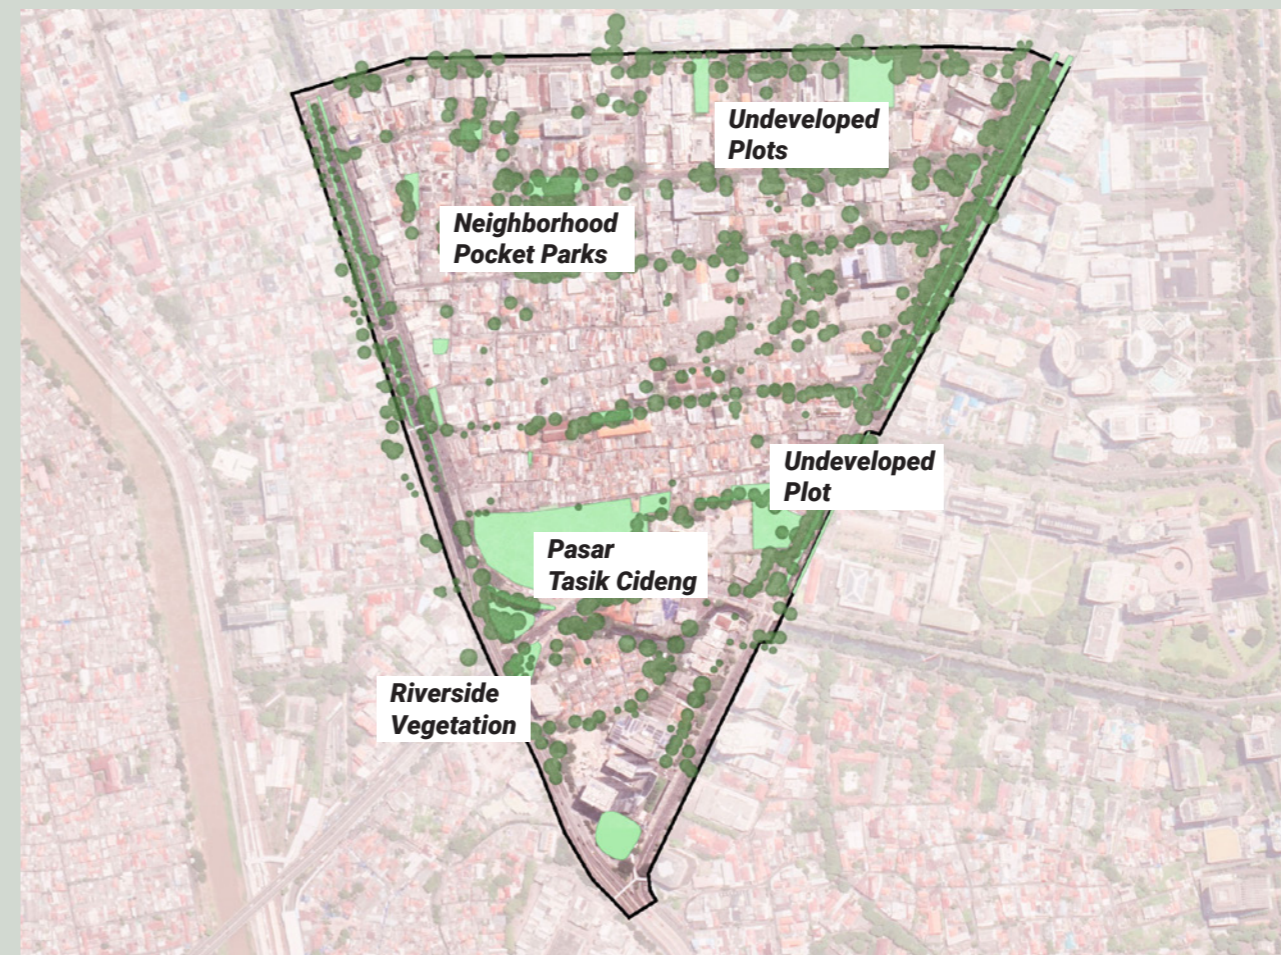 Undeveloped
Plots
Neighborhood
Pocket Parks
Undeveloped
Plot
Pasar
Tasik Cideng
Riverside
Vegetation